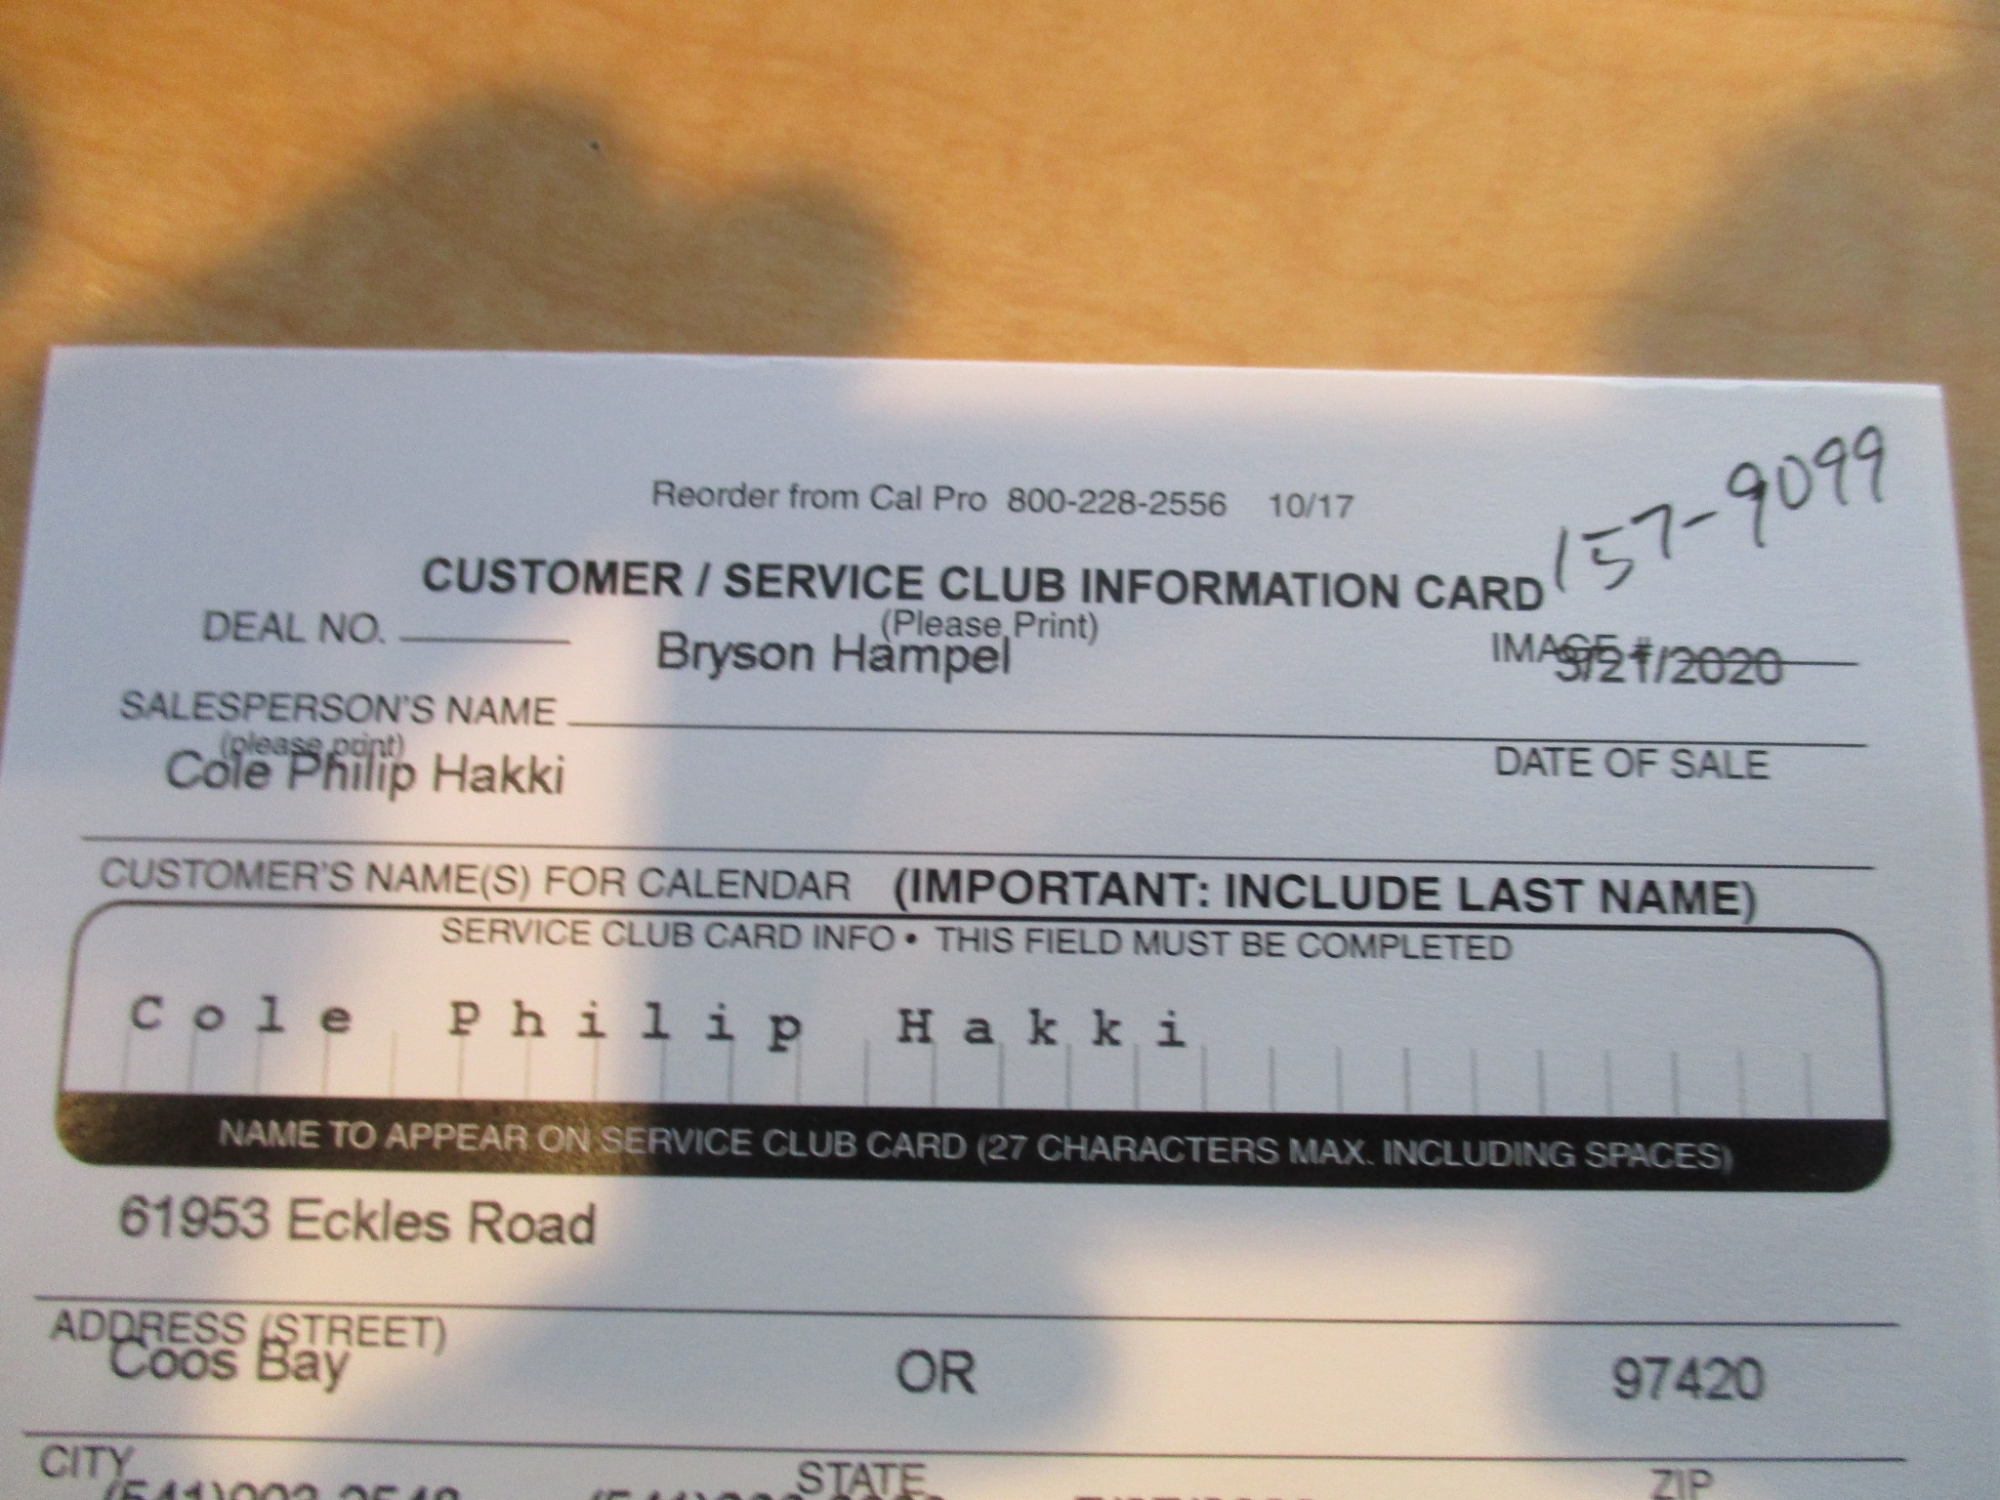 Reorder from Cal Pro 800-228-2556 10/17
157-9099
CUSTOMER / SERVICE CLUB INFORMATION CARD
(Please Print)
DEAL NO. Bryson Hampel IMAGE # /21/2020
SALESPERSON'S NAME
(please print) DATE OF SALE
Cole Philip Hakki
CUSTOMER'S NAME(S) FOR CALENDAR (IMPORTANT: INCLUDE LAST NAME)
SERVICE CLUB CARD INFO • THIS FIELD MUST BE COMPLETED
Cole Philip Hakki
NAME TO APPEAR ON SERVICE CLUB CARD (27 CHARACTERS MAX. INCLUDING SPACES)
61953 Eckles Road
ADDRESS (STREET)
Coos Bay OR 97420
CITY STATE ZIP